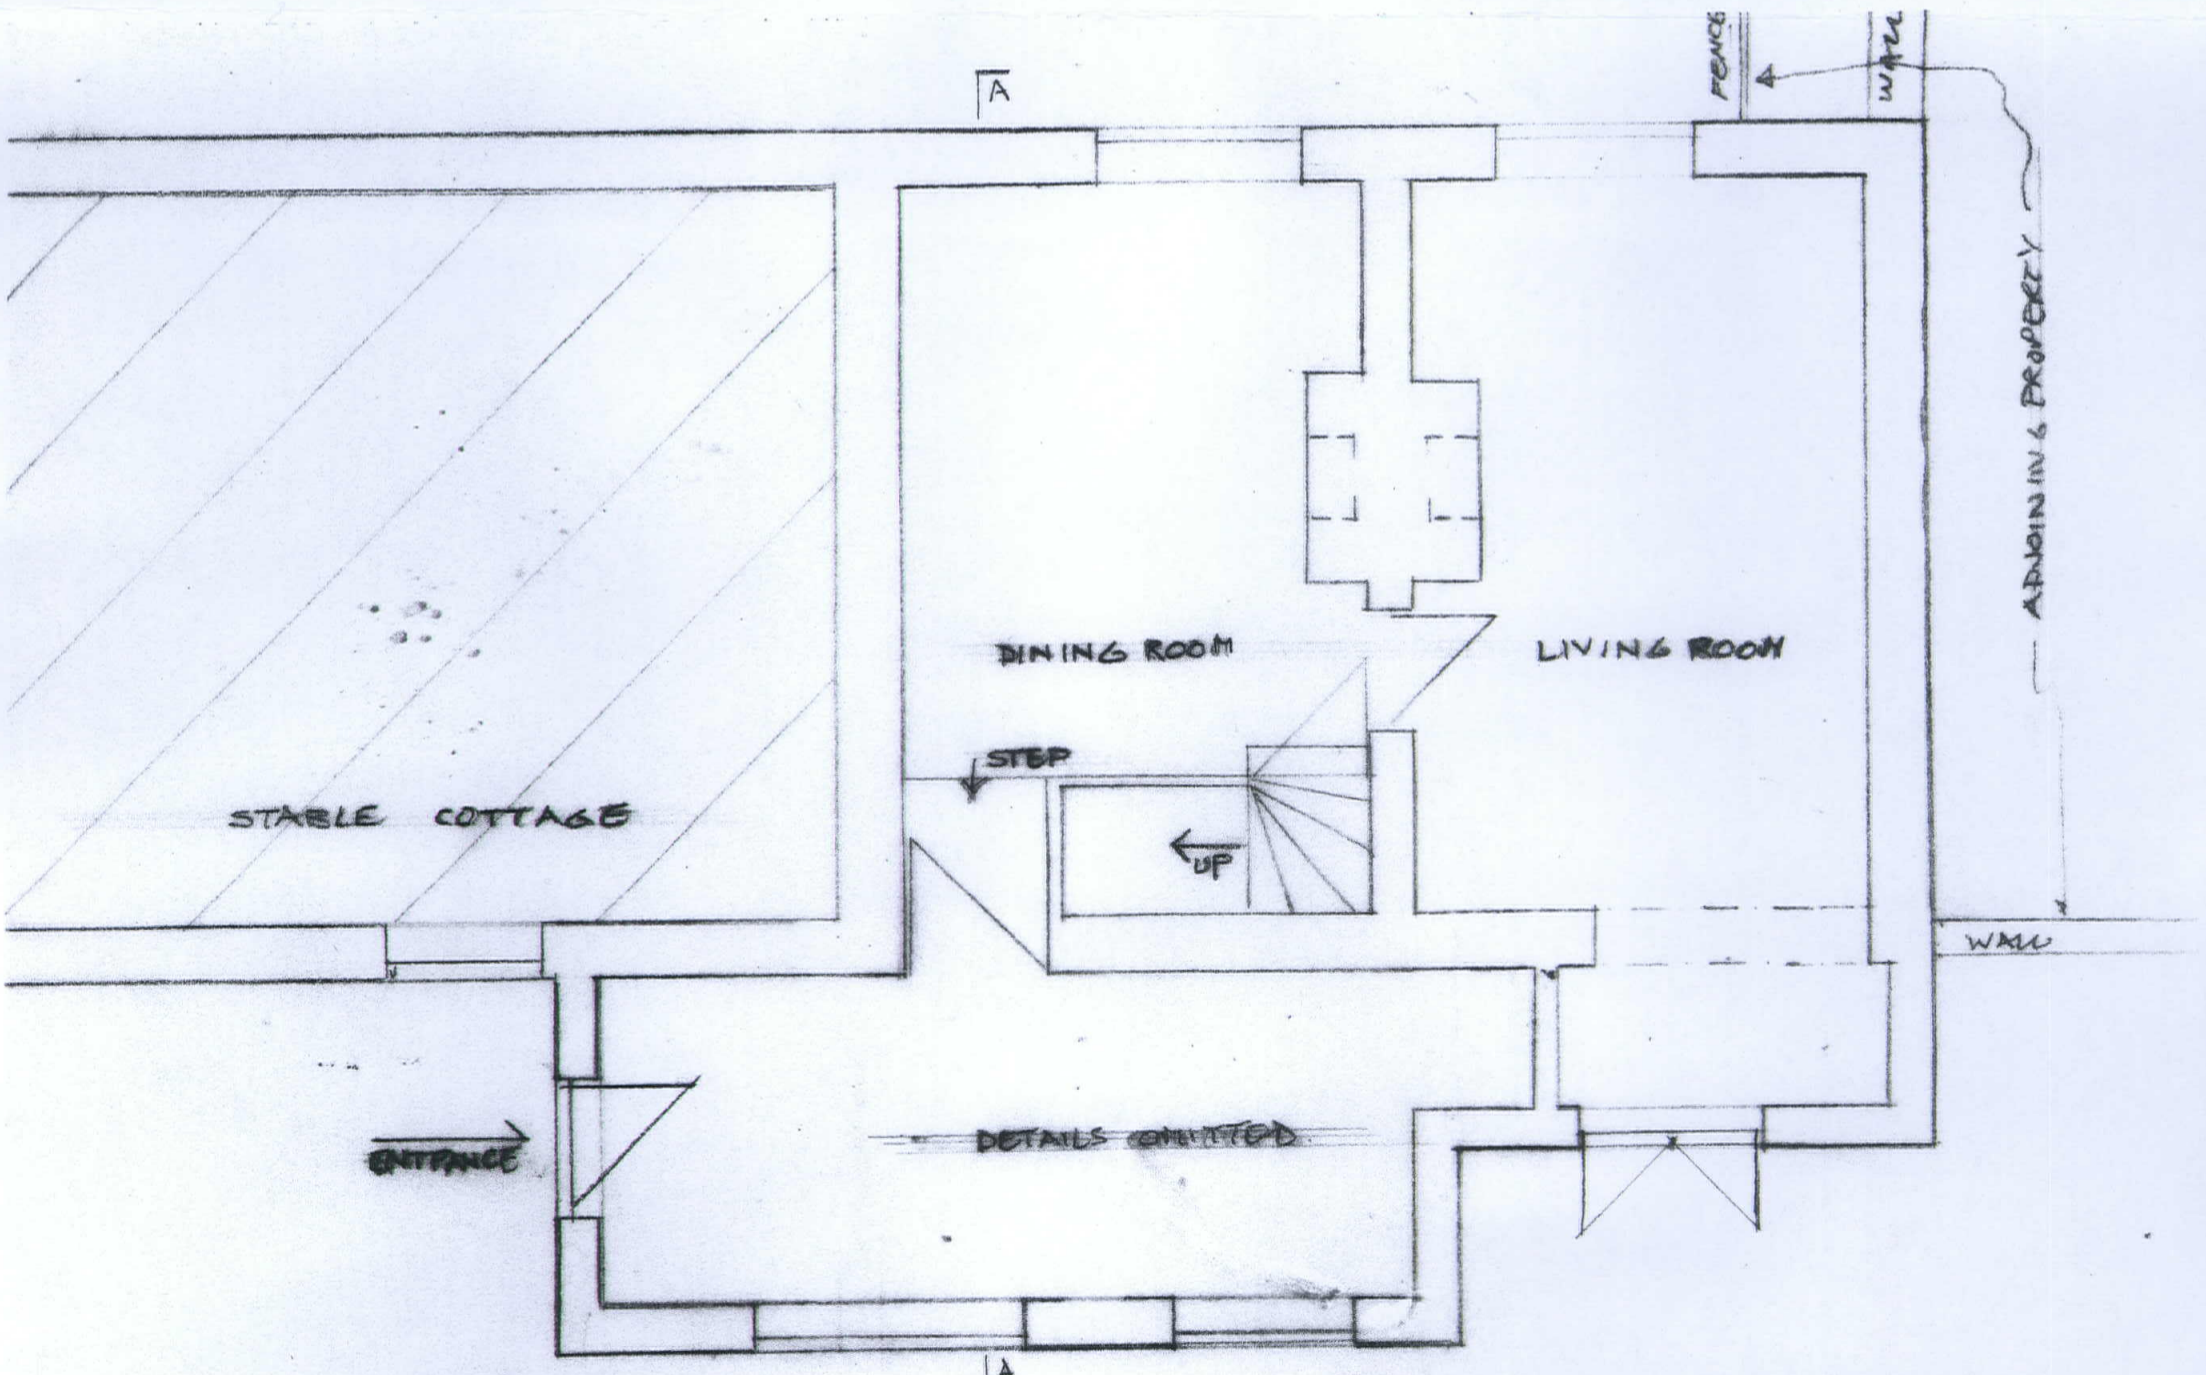 FENCE
WALL
A
ADJOINING PROPERTY
DINING ROOM
LIVING ROOM
STEP
STABLE COTTAGE
UP
WALL
ENTRANCE
DETAILS OMITTED
A